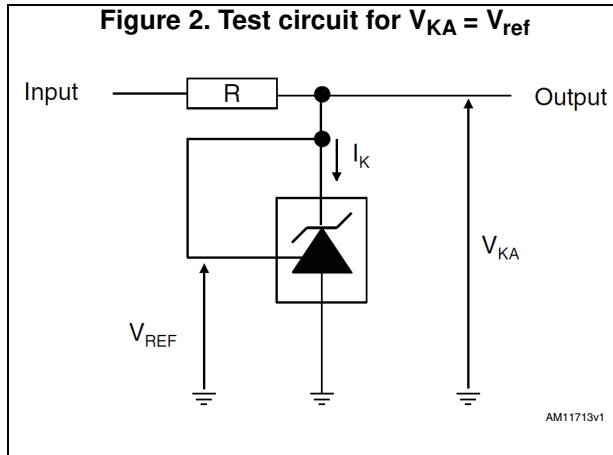 Figure 2. Test circuit for VKA = Vref
Input
R
Output
IK
VKA
VREF
AM11713v1